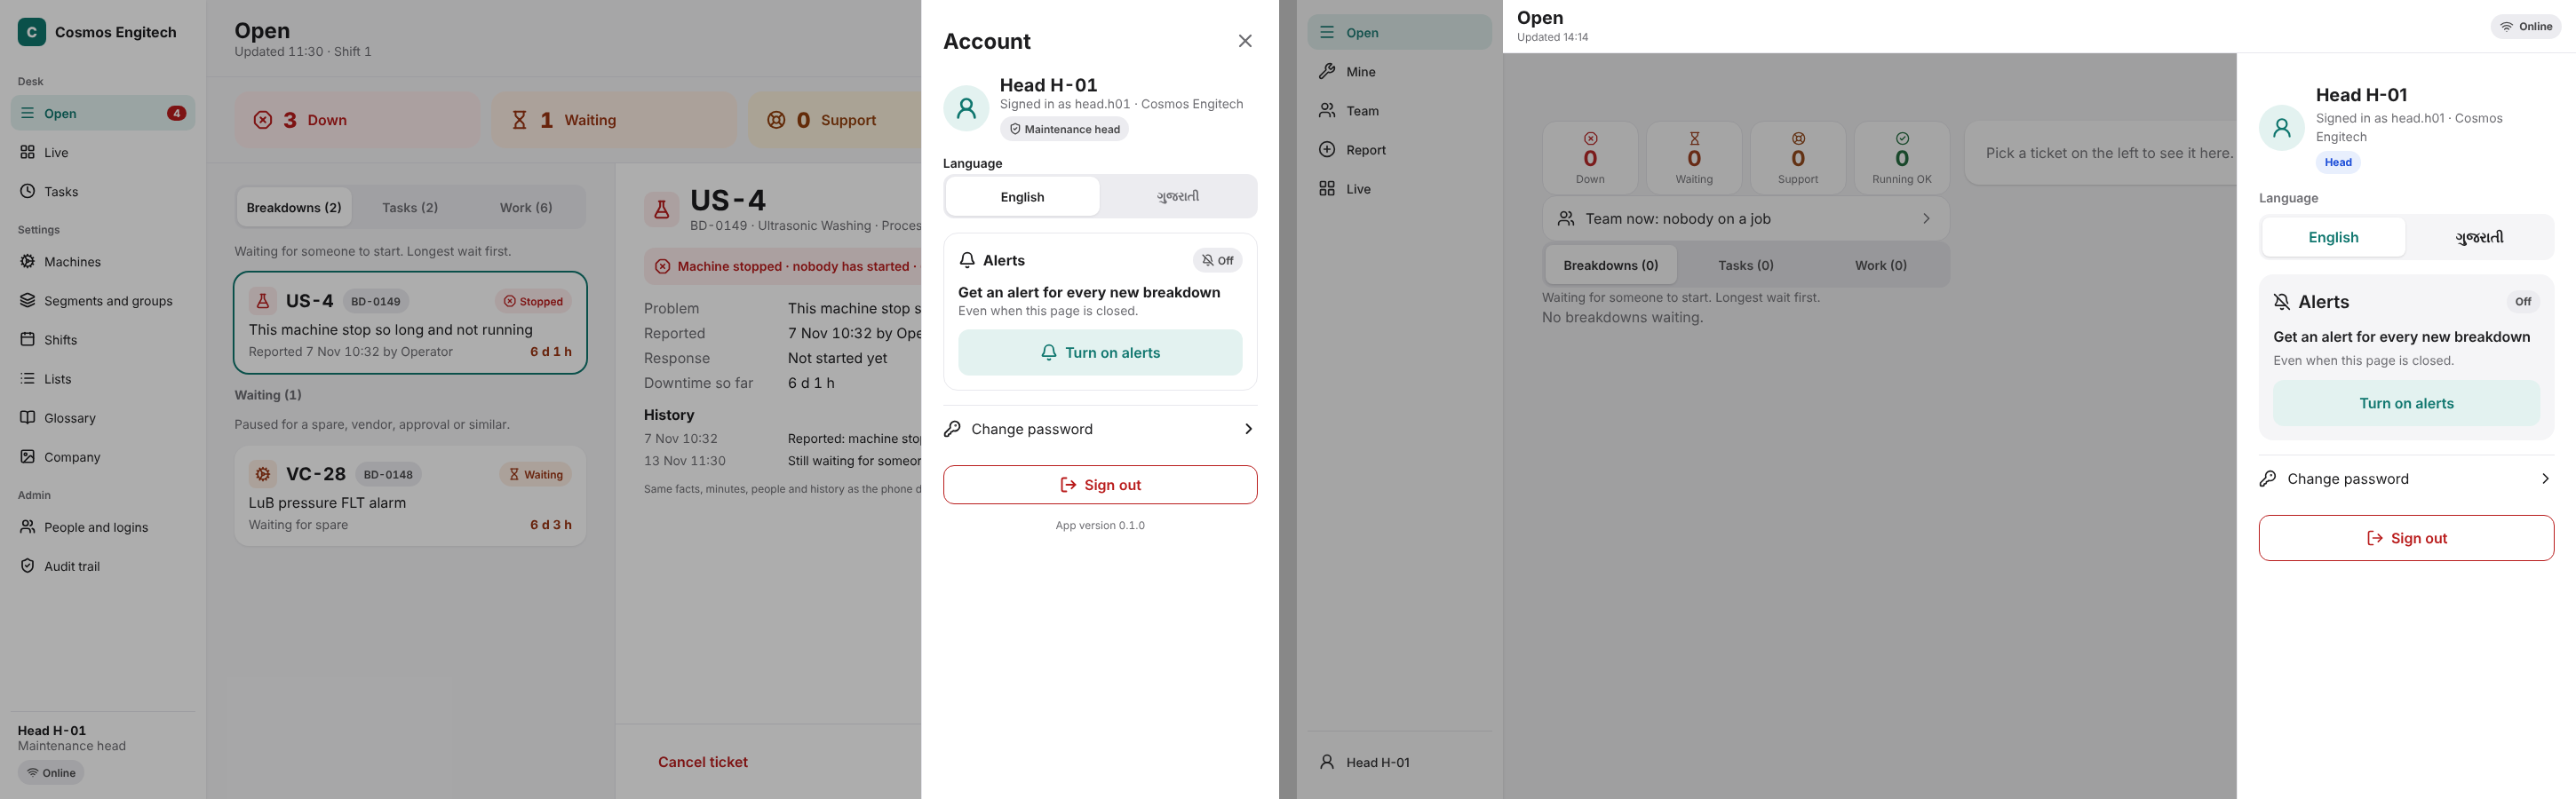 C Cosmos Engitech
Desk
Open 4
Live
Tasks
Settings
Machines
Segments and groups
Shifts
Lists
Glossary
Company
Admin
People and logins
Audit trail
Head H-01
Maintenance head
Online
Open
Updated 11:30 · Shift 1
3 Down
1 Waiting
0 Support
Breakdowns (2) Tasks (2) Work (6)
Waiting for someone to start. Longest wait first.
US-4 BD-0149 Stopped
This machine stop so long and not running
Reported 7 Nov 10:32 by Operator 6 d 1 h
Waiting (1)
Paused for a spare, vendor, approval or similar.
VC-28 BD-0148 Waiting
LuB pressure FLT alarm
Waiting for spare 6 d 3 h
US-4
BD-0149 · Ultrasonic Washing · Proces
Machine stopped · nobody has started ·
Problem This machine stop s
Reported 7 Nov 10:32 by Ope
Response Not started yet
Downtime so far 6 d 1 h
History
7 Nov 10:32 Reported: machine stop
13 Nov 11:30 Still waiting for someon
Same facts, minutes, people and history as the phone d
Cancel ticket
Account
Head H-01
Signed in as head.h01 · Cosmos Engitech
Maintenance head
Language
English ગુજરાતી
Alerts Off
Get an alert for every new breakdown
Even when this page is closed.
Turn on alerts
Change password
Sign out
App version 0.1.0
Open
Mine
Team
Report
Live
Head H-01
Open
Updated 14:14
Online
0 Down
0 Waiting
0 Support
0 Running OK
Team now: nobody on a job
Breakdowns (0) Tasks (0) Work (0)
Waiting for someone to start. Longest wait first.
No breakdowns waiting.
Pick a ticket on the left to see it here.
Head H-01
Signed in as head.h01 · Cosmos
Engitech
Head
Language
English ગુજરાતી
Alerts Off
Get an alert for every new breakdown
Even when this page is closed.
Turn on alerts
Change password
Sign out